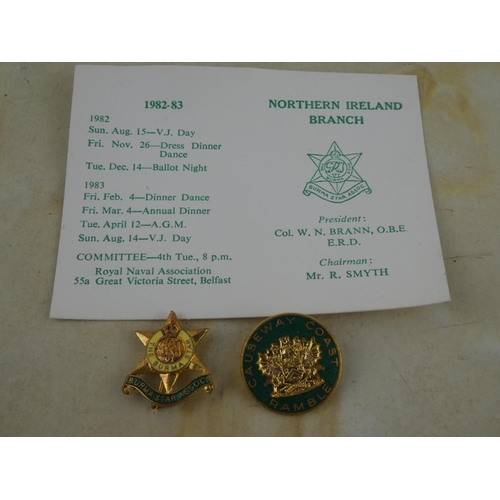 1982-83
1982
Sun. Aug. 15—V.J. Day
Fri. Nov. 26—Dress Dinner
Dance
Tue. Dec. 14—Ballot Night
1983
Fri. Feb. 4—Dinner Dance
Fri. Mar. 4—Annual Dinner
Tue. April 12—A.G.M.
Sun. Aug. 14—V.J. Day
COMMITTEE—4th Tue., 8 p.m.
Royal Naval Association
55a Great Victoria Street, Belfast
NORTHERN IRELAND
BRANCH
BURMA STAR ASSOC.
President:
Col. W. N. BRANN, O.B.E
E.R.D.
Chairman:
Mr. R. SMYTH
BURMA STAR ASSOC
CAUSEWAY COAST
RAMBLE